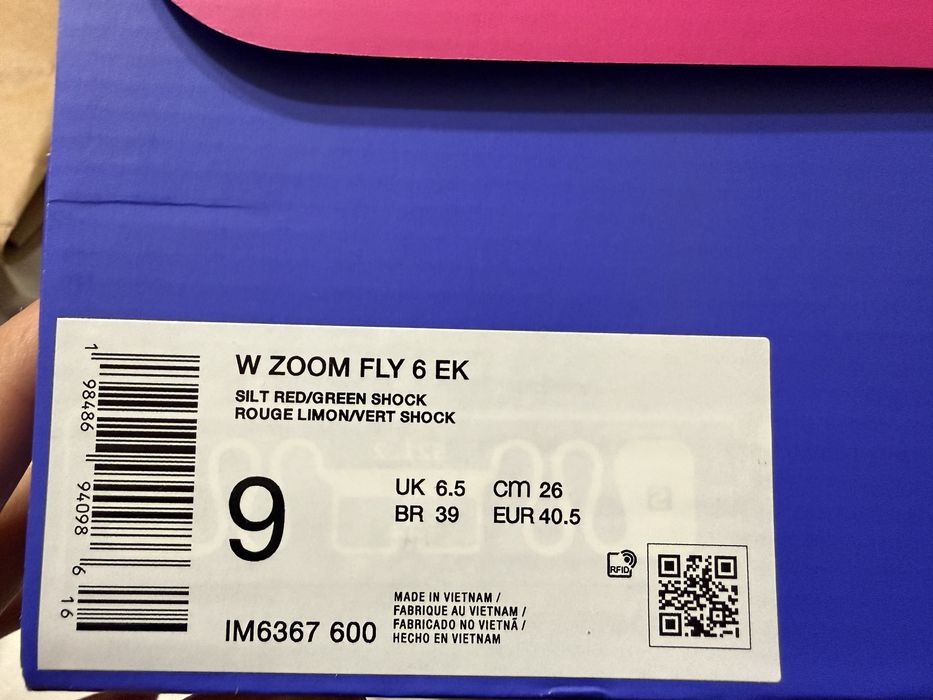 W ZOOM FLY 6 EK
SILT RED/GREEN SHOCK
ROUGE LIMON/VERT SHOCK
9
UK 6.5 cm 26
BR 39 EUR 40.5
RFID
MADE IN VIETNAM /
FABRIQUE AU VIETNAM /
FABRICADO NO VIETNÃ /
HECHO EN VIETNAM
IM6367 600
1 98486 94098 6 16